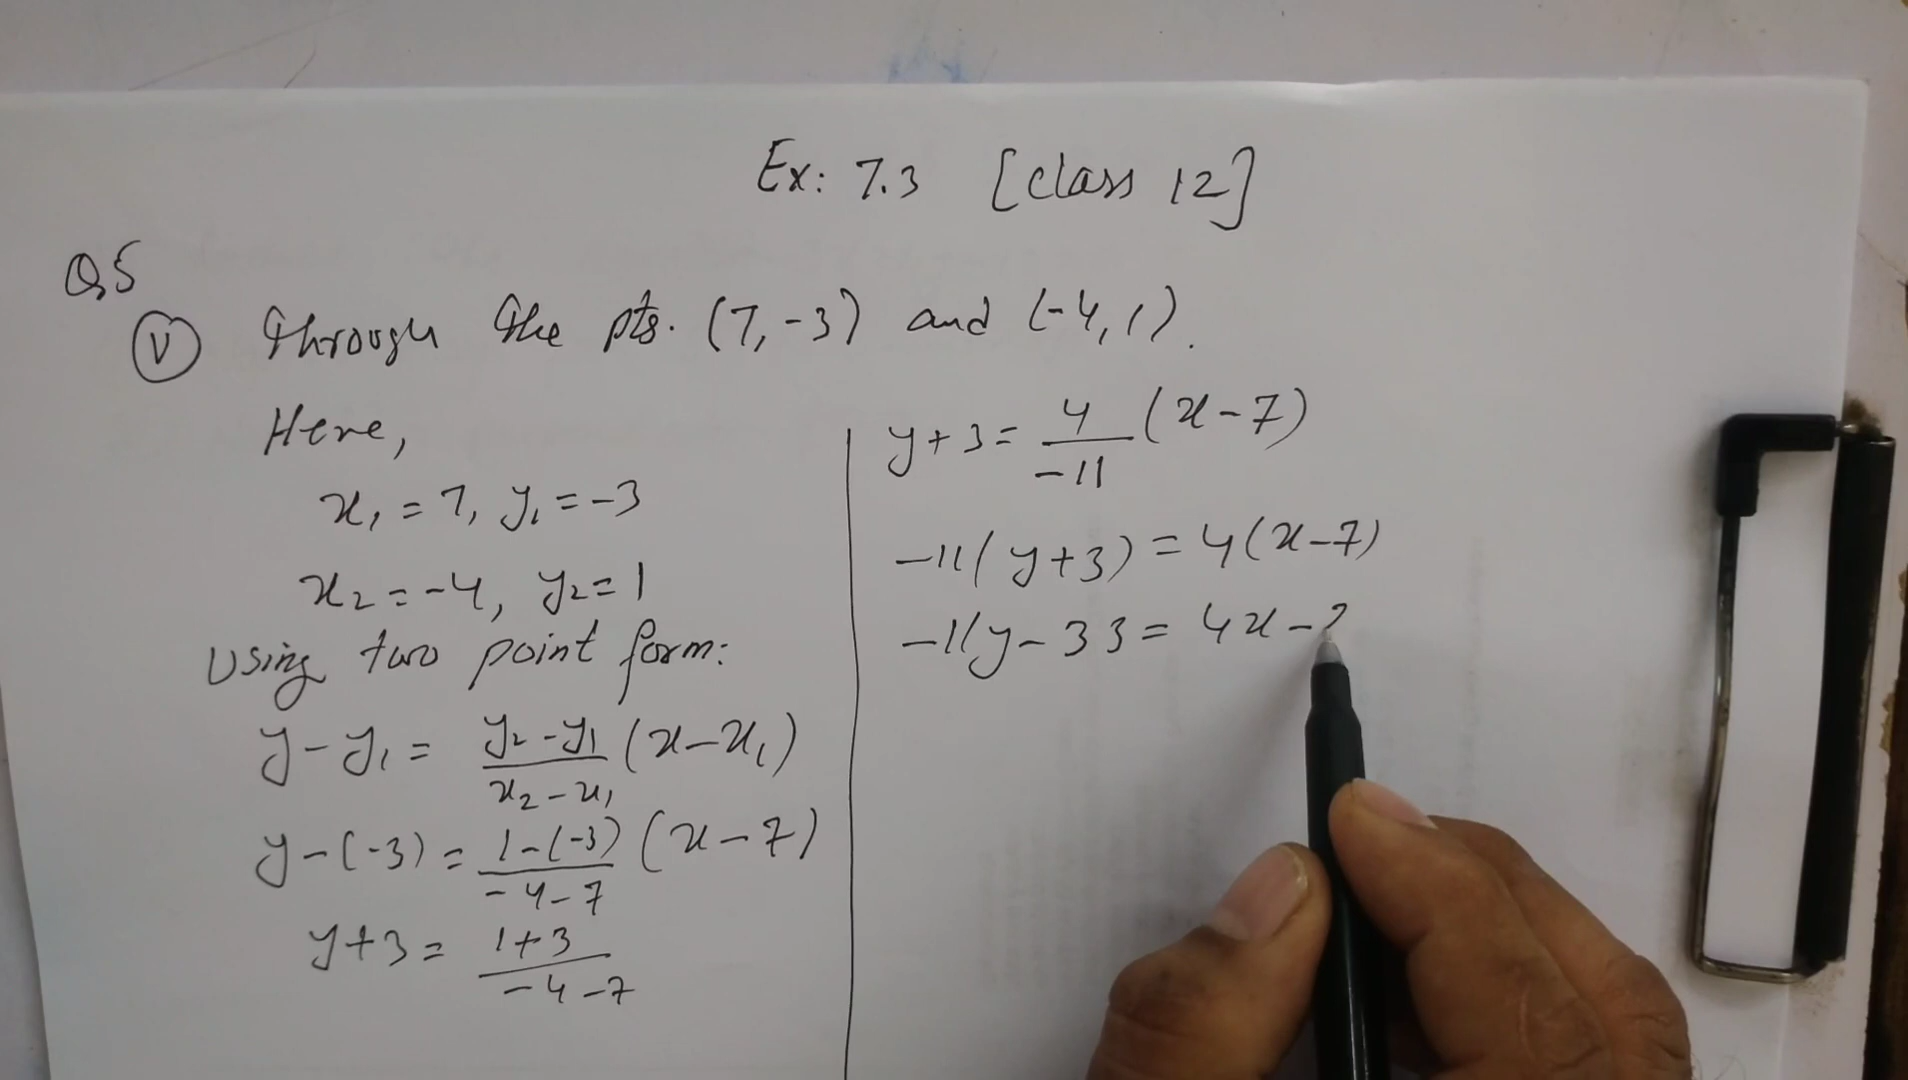 Ex: 7.3 [class 12]
Q5
(V) Through the pts. (7, -3) and (-4, 1).
Here,
x₁ = 7, y₁ = -3
x₂ = -4, y₂ = 1
Using two point form:
y - y₁ = (y₂ - y₁)/(x₂ - x₁) (x - x₁)
y - (-3) = (1 - (-3))/(-4 - 7) (x - 7)
y + 3 = (1 + 3)/(-4 - 7)
y + 3 = 4/(-11) (x - 7)
-11(y + 3) = 4(x - 7)
-11y - 33 = 4x - 2